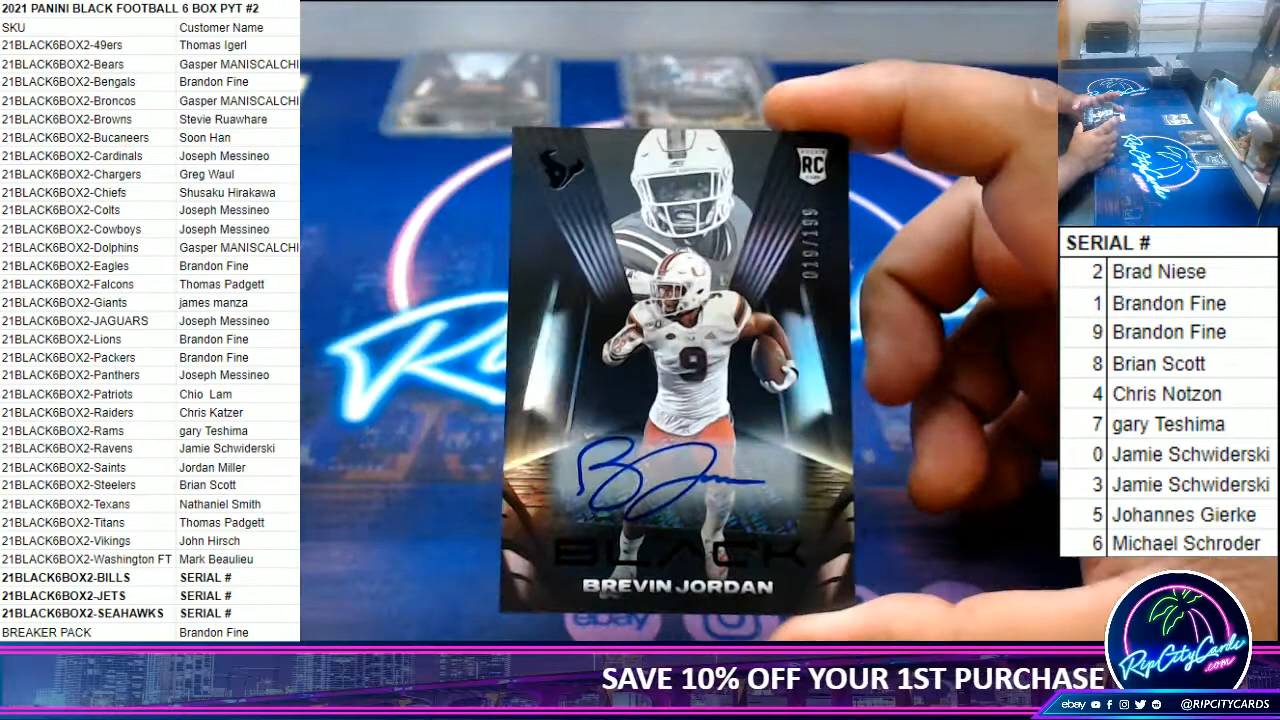 2021 PANINI BLACK FOOTBALL 6 BOX PYT #2
SKU Customer Name
21BLACK6BOX2-49ers Thomas Igerl
21BLACK6BOX2-Bears Gasper MANISCALCHI
21BLACK6BOX2-Bengals Brandon Fine
21BLACK6BOX2-Broncos Gasper MANISCALCHI
21BLACK6BOX2-Browns Stevie Ruawhare
21BLACK6BOX2-Bucaneers Soon Han
21BLACK6BOX2-Cardinals Joseph Messineo
21BLACK6BOX2-Chargers Greg Waul
21BLACK6BOX2-Chiefs Shusaku Hirakawa
21BLACK6BOX2-Colts Joseph Messineo
21BLACK6BOX2-Cowboys Joseph Messineo
21BLACK6BOX2-Dolphins Gasper MANISCALCHI
21BLACK6BOX2-Eagles Brandon Fine
21BLACK6BOX2-Falcons Thomas Padgett
21BLACK6BOX2-Giants james manza
21BLACK6BOX2-JAGUARS Joseph Messineo
21BLACK6BOX2-Lions Brandon Fine
21BLACK6BOX2-Packers Brandon Fine
21BLACK6BOX2-Panthers Joseph Messineo
21BLACK6BOX2-Patriots Chio Lam
21BLACK6BOX2-Raiders Chris Katzer
21BLACK6BOX2-Rams gary Teshima
21BLACK6BOX2-Ravens Jamie Schwiderski
21BLACK6BOX2-Saints Jordan Miller
21BLACK6BOX2-Steelers Brian Scott
21BLACK6BOX2-Texans Nathaniel Smith
21BLACK6BOX2-Titans Thomas Padgett
21BLACK6BOX2-Vikings John Hirsch
21BLACK6BOX2-Washington FT Mark Beaulieu
21BLACK6BOX2-BILLS SERIAL #
21BLACK6BOX2-JETS SERIAL #
21BLACK6BOX2-SEAHAWKS SERIAL #
BREAKER PACK Brandon Fine
RC
019/199
9
BLACK
BREVIN JORDAN
ebay
SERIAL #
2 Brad Niese
1 Brandon Fine
9 Brandon Fine
8 Brian Scott
4 Chris Notzon
7 gary Teshima
0 Jamie Schwiderski
3 Jamie Schwiderski
5 Johannes Gierke
6 Michael Schroder
RipCityCards
.com
SAVE 10% OFF YOUR 1ST PURCHASE
ebay @RIPCITYCARDS